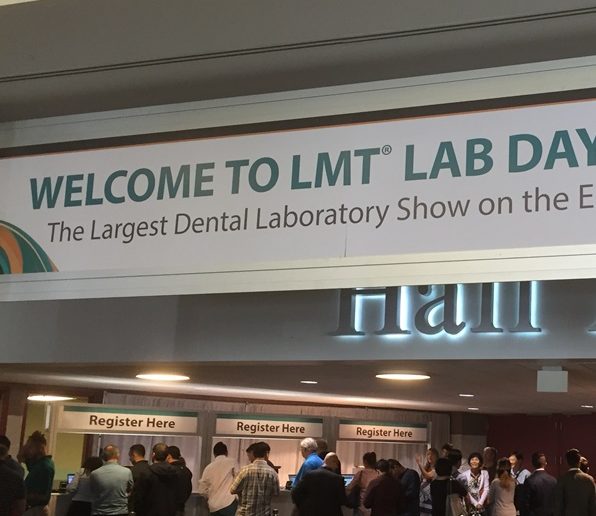 WELCOME TO LMT® LAB DAY
The Largest Dental Laboratory Show on the E
Hall
Register Here
Register Here
Register Here